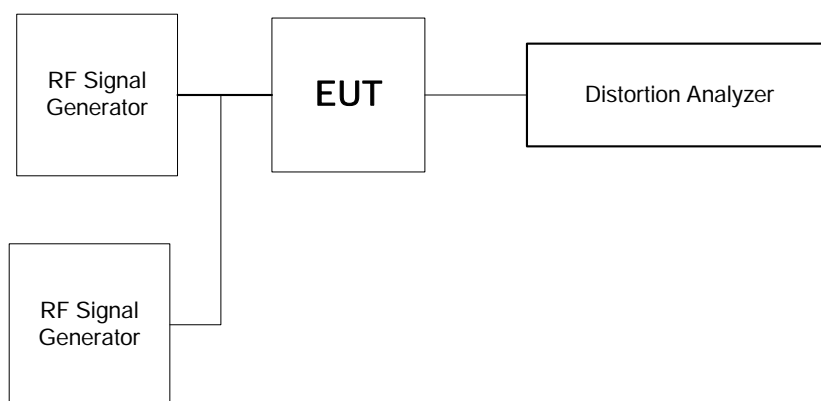 RF Signal
Generator
EUT
Distortion Analyzer
RF Signal
Generator